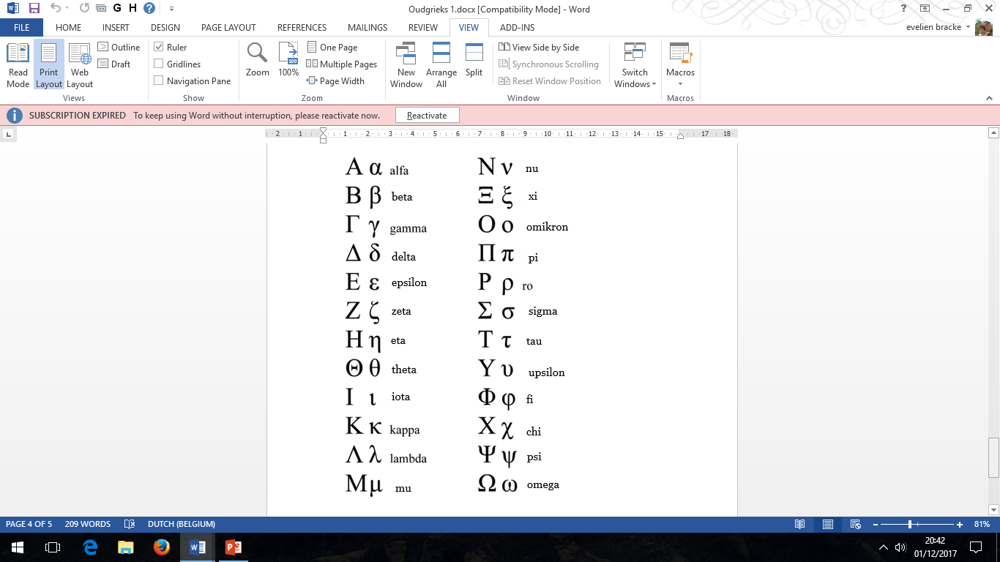 G H ?
Oudgrieks 1.docx [Compatibility Mode] - Word
?
FILE HOME INSERT DESIGN PAGE LAYOUT REFERENCES MAILINGS REVIEW VIEW ADD-INS
evelien bracke
Read Mode
Print Layout
Web Layout
Outline
Draft
Views
Ruler
Gridlines
Navigation Pane
Show
Zoom
100
100%
One Page
Multiple Pages
Page Width
Zoom
New Window
Arrange All
Split
View Side by Side
Synchronous Scrolling
Reset Window Position
Window
Switch Windows
Macros
Macros
i SUBSCRIPTION EXPIRED To keep using Word without interruption, please reactivate now. Reactivate
L 2 1 1 2 3 4 5 6 7 8 9 10 11 12 13 14 15 17 18
Α α alfa
Β β beta
Γ γ gamma
Δ δ delta
Ε ε epsilon
Ζ ζ zeta
Η η eta
Θ θ theta
Ι ι iota
Κ κ kappa
Λ λ lambda
Μ μ mu
Ν ν nu
Ξ ξ xi
Ο ο omikron
Π π pi
Ρ ρ ro
Σ σ sigma
Τ τ tau
Υ υ upsilon
Φ φ fi
Χ χ chi
Ψ ψ psi
Ω ω omega
PAGE 4 OF 5 209 WORDS DUTCH (BELGIUM) 81%
20:42
01/12/2017